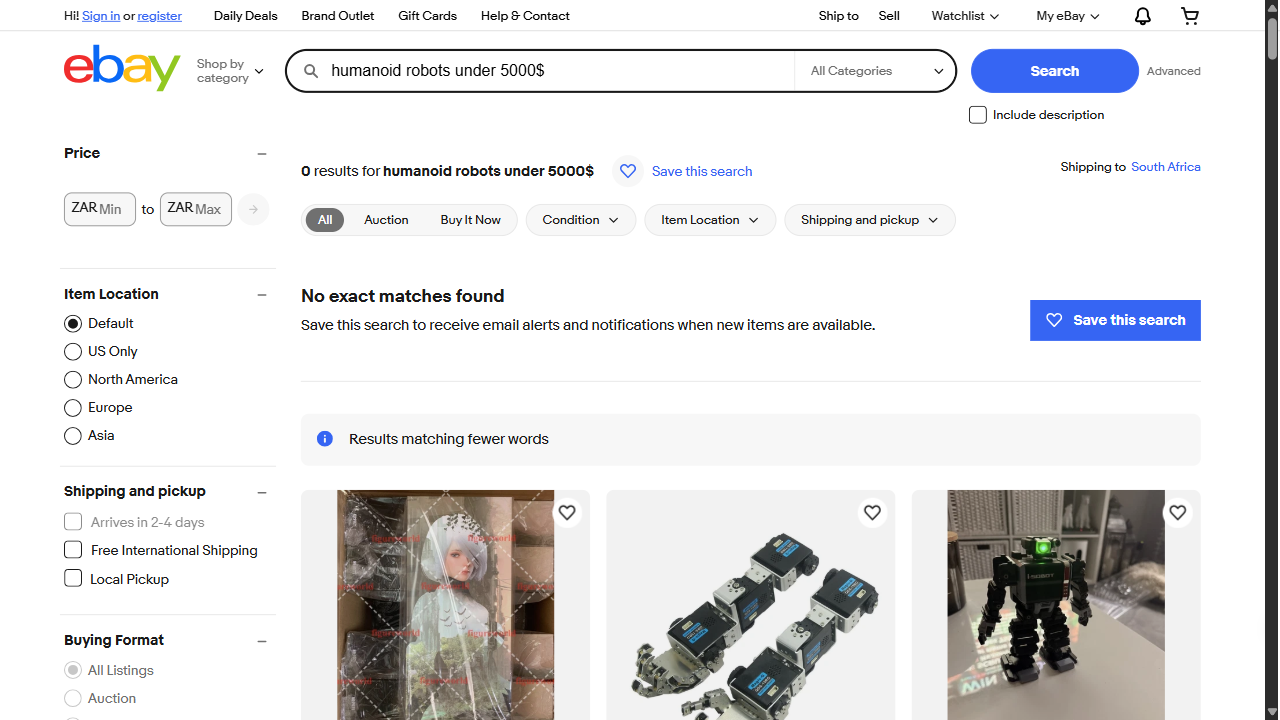 Hi! Sign in or register
Daily Deals
Brand Outlet
Gift Cards
Help & Contact
Ship to
Sell
Watchlist
My eBay
ebay
Shop by
category
humanoid robots under 5000$
All Categories
Search
Advanced
Include description
Price
ZAR Min to ZAR Max
0 results for humanoid robots under 5000$
Save this search
Shipping to South Africa
All
Auction
Buy It Now
Condition
Item Location
Shipping and pickup
Item Location
Default
US Only
North America
Europe
Asia
No exact matches found
Save this search to receive email alerts and notifications when new items are available.
Save this search
Results matching fewer words
Shipping and pickup
Arrives in 2-4 days
Free International Shipping
Local Pickup
Buying Format
All Listings
Auction